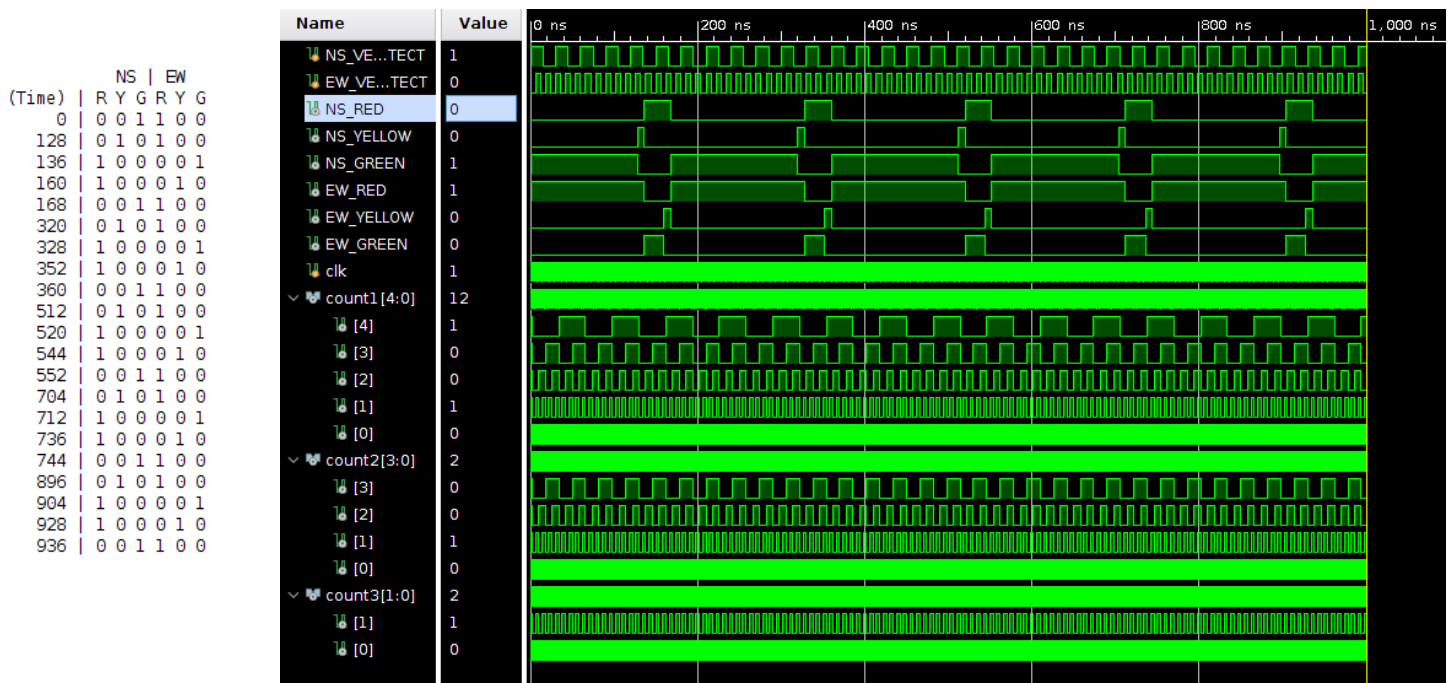 NS | EW
(Time) | R Y G R Y G
0 | 0 0 1 1 0 0
128 | 0 1 0 1 0 0
136 | 1 0 0 0 0 1
160 | 1 0 0 0 1 0
168 | 0 0 1 1 0 0
320 | 0 1 0 1 0 0
328 | 1 0 0 0 0 1
352 | 1 0 0 0 1 0
360 | 0 0 1 1 0 0
512 | 0 1 0 1 0 0
520 | 1 0 0 0 0 1
544 | 1 0 0 0 1 0
552 | 0 0 1 1 0 0
704 | 0 1 0 1 0 0
712 | 1 0 0 0 0 1
736 | 1 0 0 0 1 0
744 | 0 0 1 1 0 0
896 | 0 1 0 1 0 0
904 | 1 0 0 0 0 1
928 | 1 0 0 0 1 0
936 | 0 0 1 1 0 0
Name Value 0 ns 200 ns 400 ns 600 ns 800 ns 1,000 ns
NS_VE...TECT 1
EW_VE...TECT 0
NS_RED 0
NS_YELLOW 0
NS_GREEN 1
EW_RED 1
EW_YELLOW 0
EW_GREEN 0
clk 1
count1[4:0] 12
[4] 1
[3] 0
[2] 0
[1] 1
[0] 0
count2[3:0] 2
[3] 0
[2] 0
[1] 1
[0] 0
count3[1:0] 2
[1] 1
[0] 0